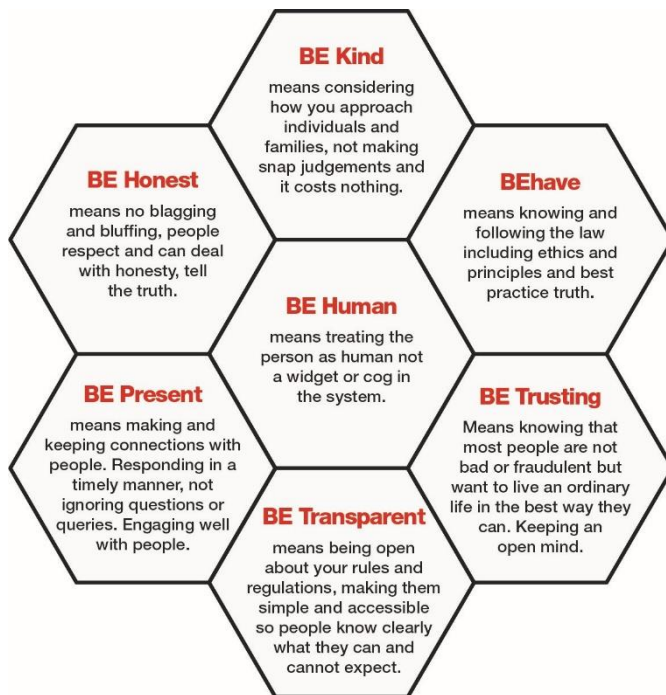 BE Kind
means considering
how you approach
individuals and
families, not making
snap judgements and
it costs nothing.
BE Honest
means no blagging
and bluffing, people
respect and can deal
with honesty, tell
the truth.
BEhave
means knowing and
following the law
including ethics and
principles and best
practice truth.
BE Human
means treating the
person as human not
a widget or cog in
the system.
BE Present
means making and
keeping connections with
people. Responding in a
timely manner, not
ignoring questions or
queries. Engaging well
with people.
BE Trusting
Means knowing that
most people are not
bad or fraudulent but
want to live an ordinary
life in the best way they
can. Keeping an
open mind.
BE Transparent
means being open
about your rules and
regulations, making them
simple and accessible
so people know clearly
what they can and
cannot expect.